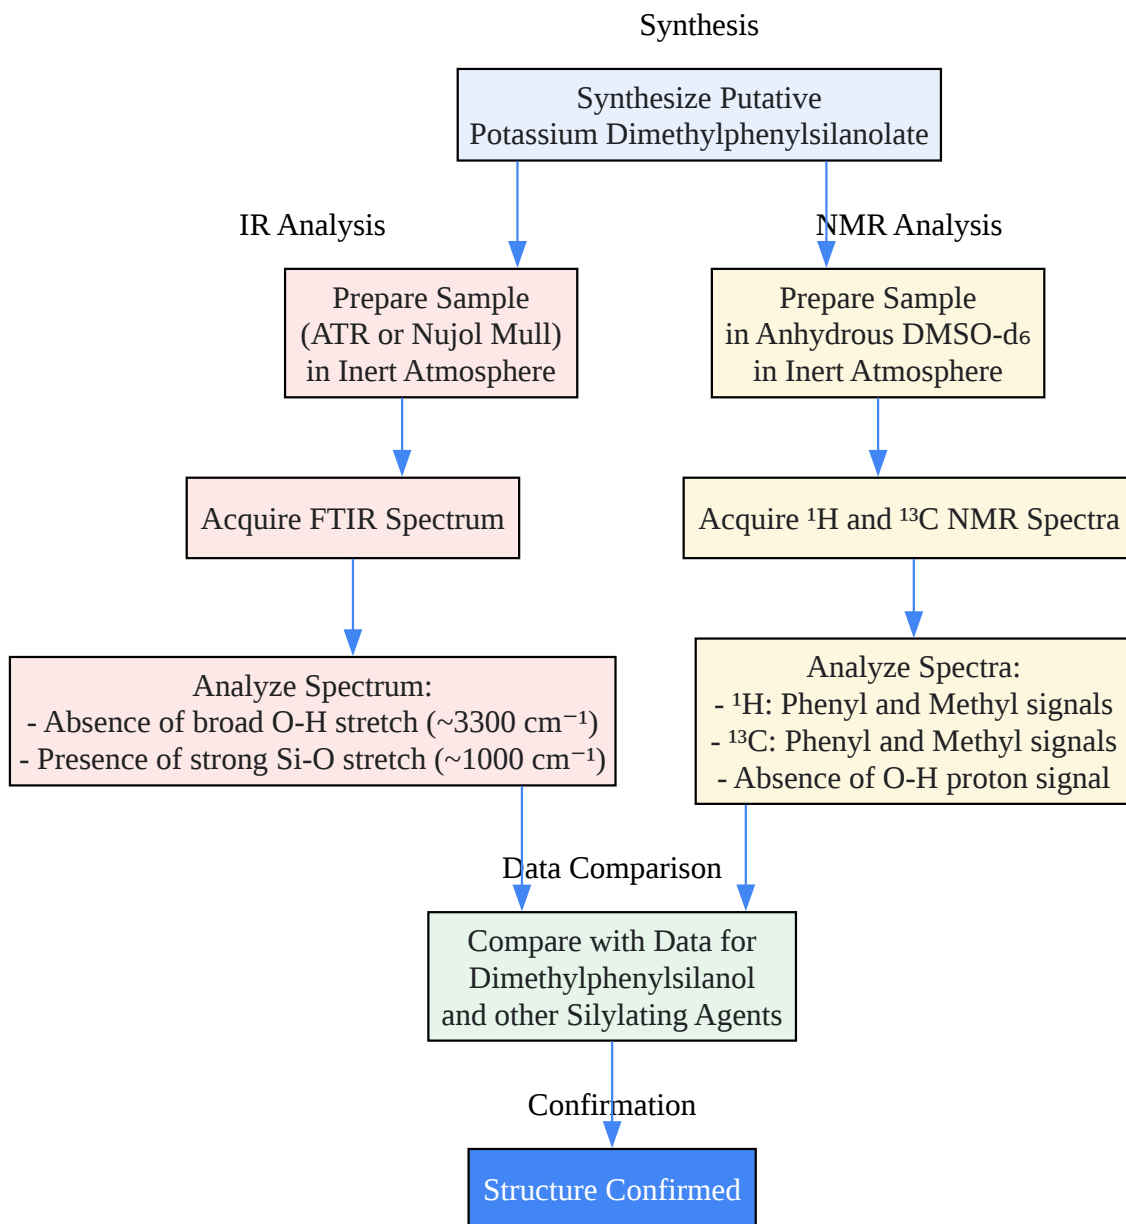 Synthesis
Synthesize Putative
Potassium Dimethylphenylsilanolate
IR Analysis
NMR Analysis
Prepare Sample
(ATR or Nujol Mull)
in Inert Atmosphere
Prepare Sample
in Anhydrous DMSO-d₆
in Inert Atmosphere
Acquire FTIR Spectrum
Acquire ¹H and ¹³C NMR Spectra
Analyze Spectrum:
- Absence of broad O-H stretch (~3300 cm⁻¹)
- Presence of strong Si-O stretch (~1000 cm⁻¹)
Analyze Spectra:
- ¹H: Phenyl and Methyl signals
- ¹³C: Phenyl and Methyl signals
- Absence of O-H proton signal
Data Comparison
Compare with Data for
Dimethylphenylsilanol
and other Silylating Agents
Confirmation
Structure Confirmed